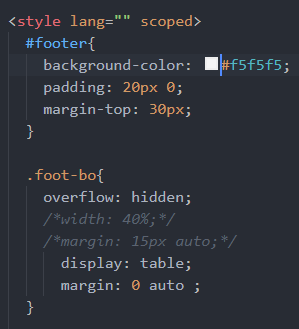 <style lang="" scoped>
#footer{
background-color: #f5f5f5;
padding: 20px 0;
margin-top: 30px;
}
.foot-bo{
overflow: hidden;
/*width: 40%;*/
/*margin: 15px auto;*/
display: table;
margin: 0 auto ;
}